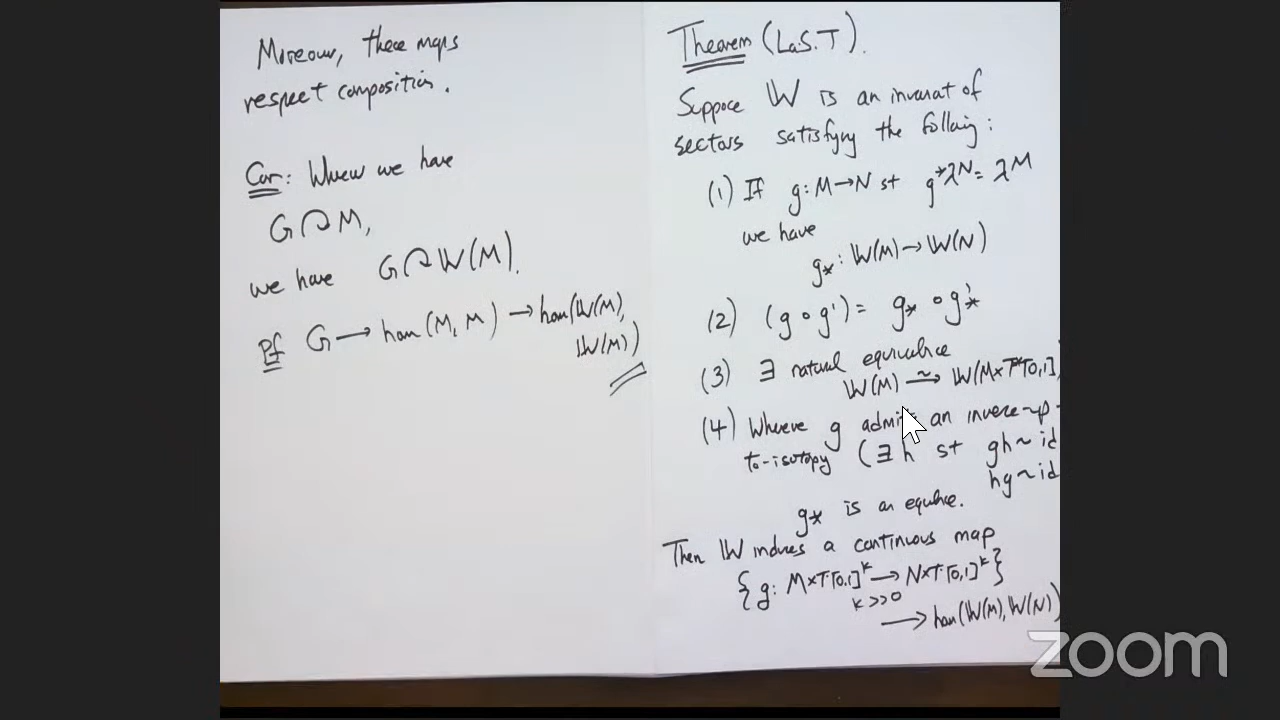 Moreover, these maps
respect composition.
Cor: Whenev we have
G ↷ M,
we have G ↷ 𝕎(M).
Pf G ⟶ hom(M, M) → hom(𝕎(M),
𝕎(M))
Theorem (LaS.T).
Suppose 𝕎 is an invariant of
sectors satisfying the following:
(1) If g: M→N st g*λᴺ = λᴹ
we have
g⁎: 𝕎(M)→𝕎(N)
(2) (g∘g') = g⁎∘g'⁎
(3) ∃ natural equivalence
𝕎(M) ⥲ 𝕎(M×T*[0,1]
(4) Whenever g admits an inverse-up-
to-isotopy (∃ h st gh~id
hg~id
g⁎ is an equivalence.
Then 𝕎 induces a continuous map
{g: M×T*[0,1]ᵏ ⟶ N×T*[0,1]ᵏ}
k>>0
⟶ hom(𝕎(M),𝕎(N))
zoom